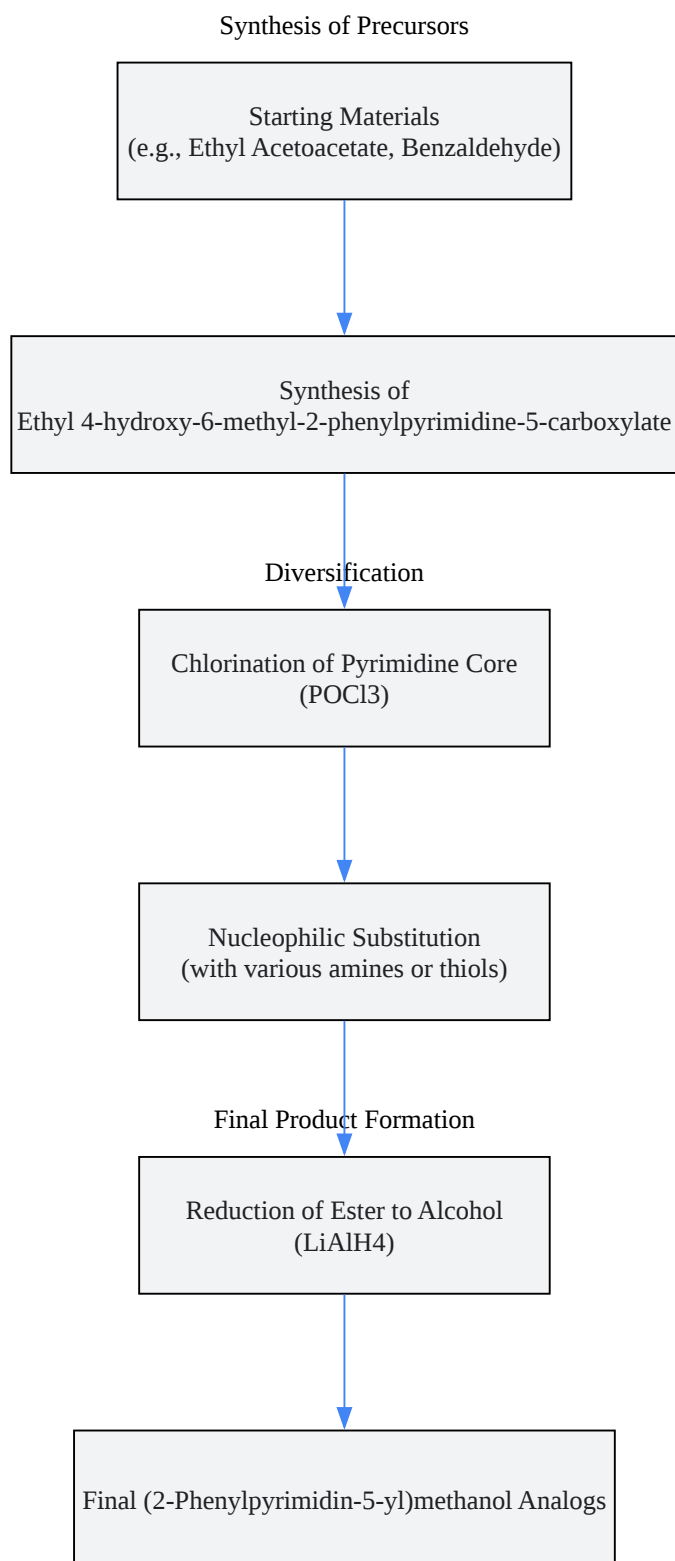 Synthesis of Precursors
Starting Materials
(e.g., Ethyl Acetoacetate, Benzaldehyde)
Synthesis of
Ethyl 4-hydroxy-6-methyl-2-phenylpyrimidine-5-carboxylate
Diversification
Chlorination of Pyrimidine Core
(POCl3)
Nucleophilic Substitution
(with various amines or thiols)
Final Product Formation
Reduction of Ester to Alcohol
(LiAlH4)
Final (2-Phenylpyrimidin-5-yl)methanol Analogs